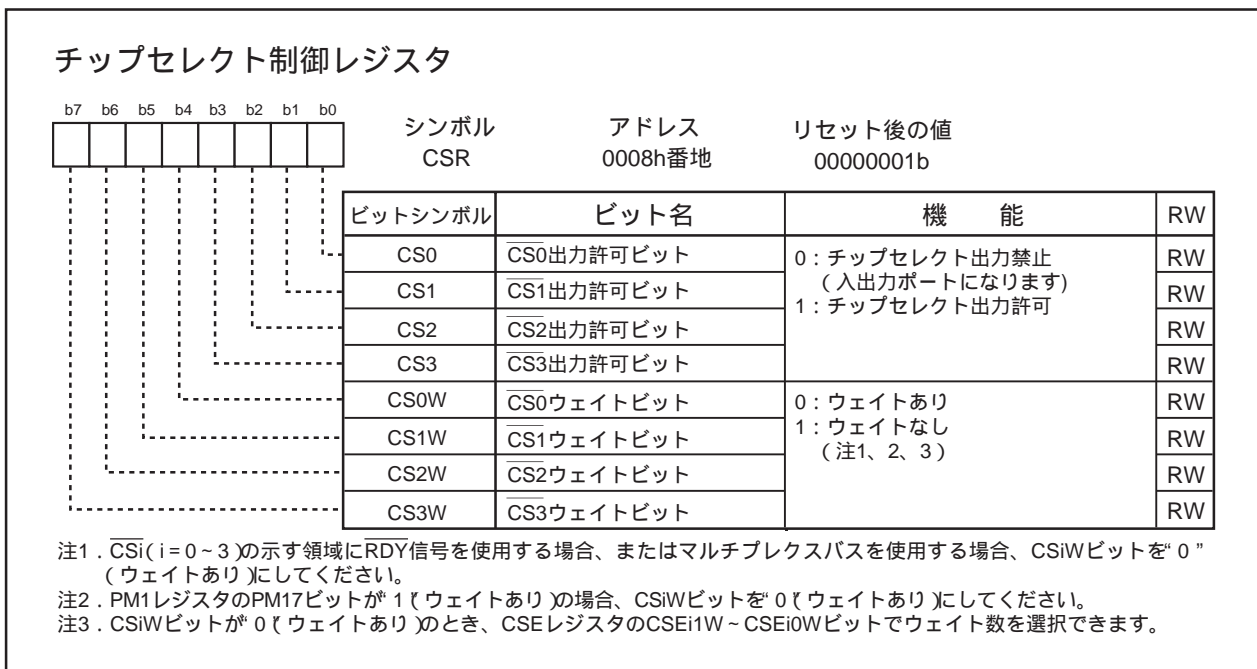 チップセレクト制御レジスタ
b7 b6 b5 b4 b3 b2 b1 b0
シンボル アドレス リセット後の値
CSR 0008h番地 00000001b
ビットシンボル ビット名 機 能 RW
CS0 CS0出力許可ビット 0：チップセレクト出力禁止 RW
（入出力ポートになります)
CS1 CS1出力許可ビット 1：チップセレクト出力許可 RW
CS2 CS2出力許可ビット RW
CS3 CS3出力許可ビット RW
CS0W CS0ウェイトビット 0：ウェイトあり RW
CS1W CS1ウェイトビット 1：ウェイトなし RW
（注1、2、3）
CS2W CS2ウェイトビット RW
CS3W CS3ウェイトビット RW
注1．CSi(i=0~3)の示す領域にRDY信号を使用する場合、またはマルチプレクスバスを使用する場合、CSiWビットを“0”
（ウェイトあり）にしてください。
注2．PM1レジスタのPM17ビットが“1”(ウェイトあり)の場合、CSiWビットを“0”(ウェイトあり)にしてください。
注3．CSiWビットが“0”(ウェイトあり)のとき、CSEレジスタのCSEi1W~CSEi0Wビットでウェイト数を選択できます。